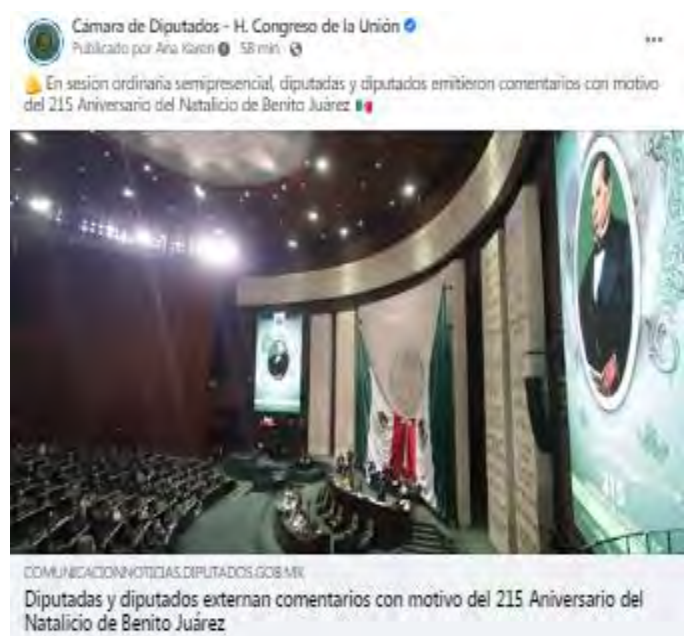 Cámara de Diputados - H. Congreso de la Unión
Publicado por Ana Karen · 58 min ·
En sesion ordinaria semipresencial, diputadas y diputados emitieron comentarios con motivo
del 215 Aniversario del Natalicio de Benito Juárez
COMUNICACIONNOTICIAS.DIPUTADOS.GOB.MX
Diputadas y diputados externan comentarios con motivo del 215 Aniversario del
Natalicio de Benito Juárez